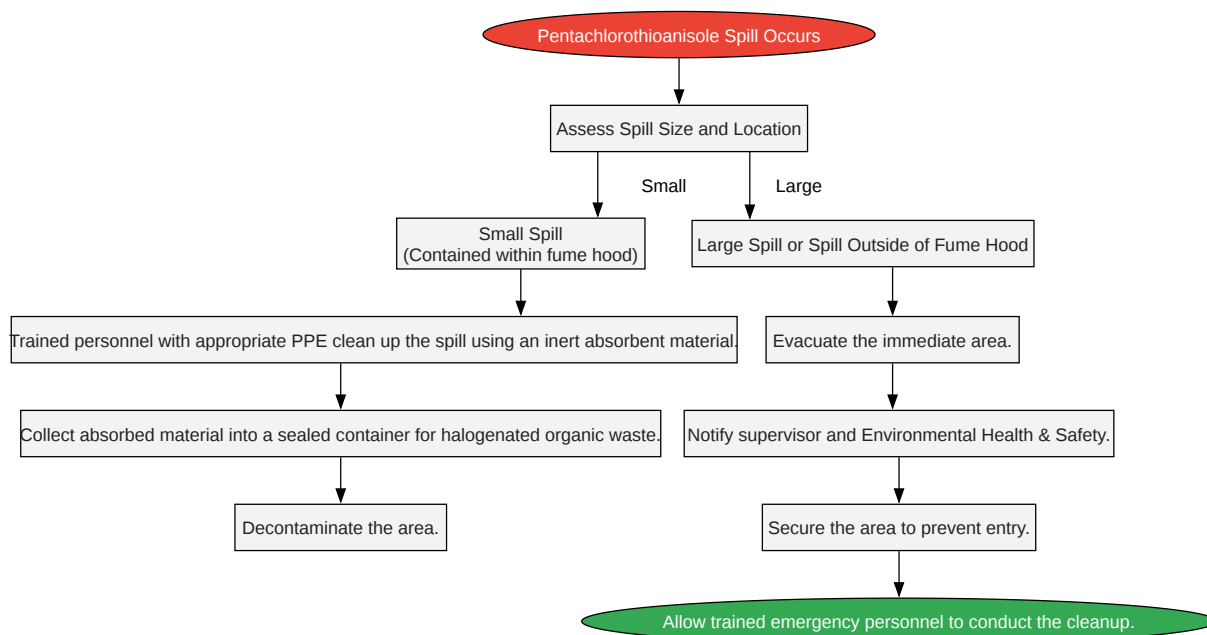 Pentachlorothioanisole Spill Occurs
Assess Spill Size and Location
Small
Large
Small Spill
(Contained within fume hood)
Large Spill or Spill Outside of Fume Hood
Trained personnel with appropriate PPE clean up the spill using an inert absorbent material.
Evacuate the immediate area.
Collect absorbed material into a sealed container for halogenated organic waste.
Notify supervisor and Environmental Health & Safety.
Decontaminate the area.
Secure the area to prevent entry.
Allow trained emergency personnel to conduct the cleanup.